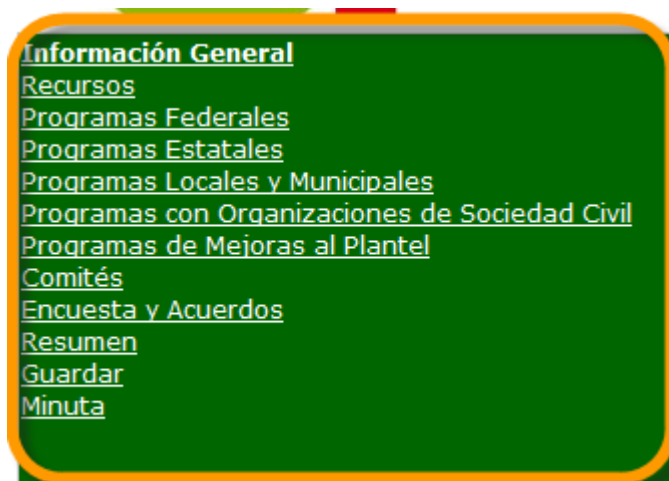 Información General
Recursos
Programas Federales
Programas Estatales
Programas Locales y Municipales
Programas con Organizaciones de Sociedad Civil
Programas de Mejoras al Plantel
Comités
Encuesta y Acuerdos
Resumen
Guardar
Minuta